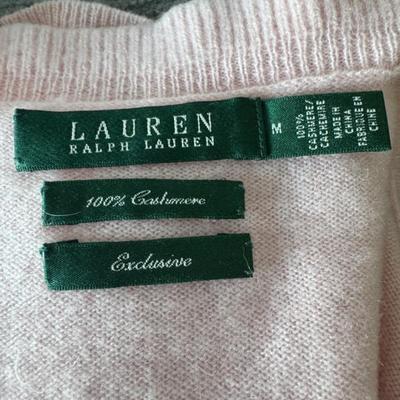 LAUREN
RALPH LAUREN
M
100%
CASHMERE/
CACHEMIRE
MADE IN
CHINA
FABRIQUE EN
CHINE
100% Cashmere
Exclusive